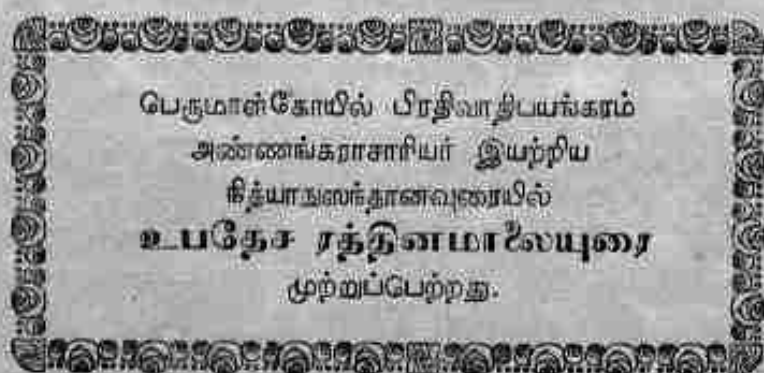 பெருமாள்கோயில் பிரதிவாதிபயங்கரம்
அண்ணங்கராசாரியர் இயற்றிய
நித்யாநுஸந்தானவுரையில்
உபதேச ரத்தினமாலையுரை
முற்றுப்பெற்றது.